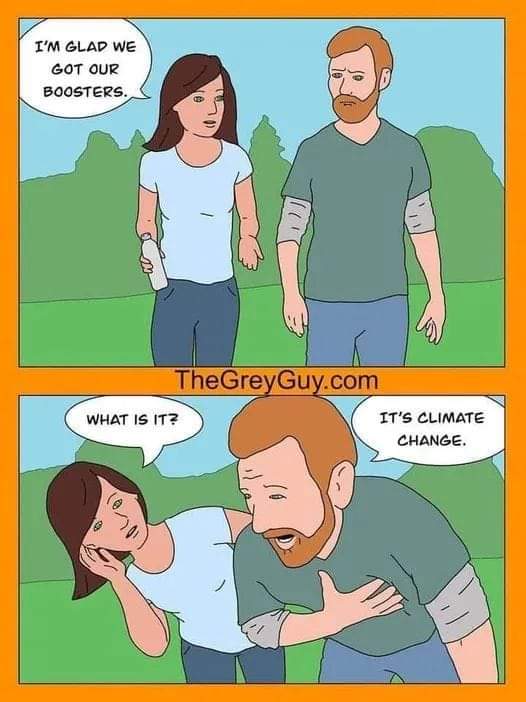 I'M GLAD WE
GOT OUR
BOOSTERS.
TheGreyGuy.com
WHAT IS IT?
IT'S CLIMATE
CHANGE.